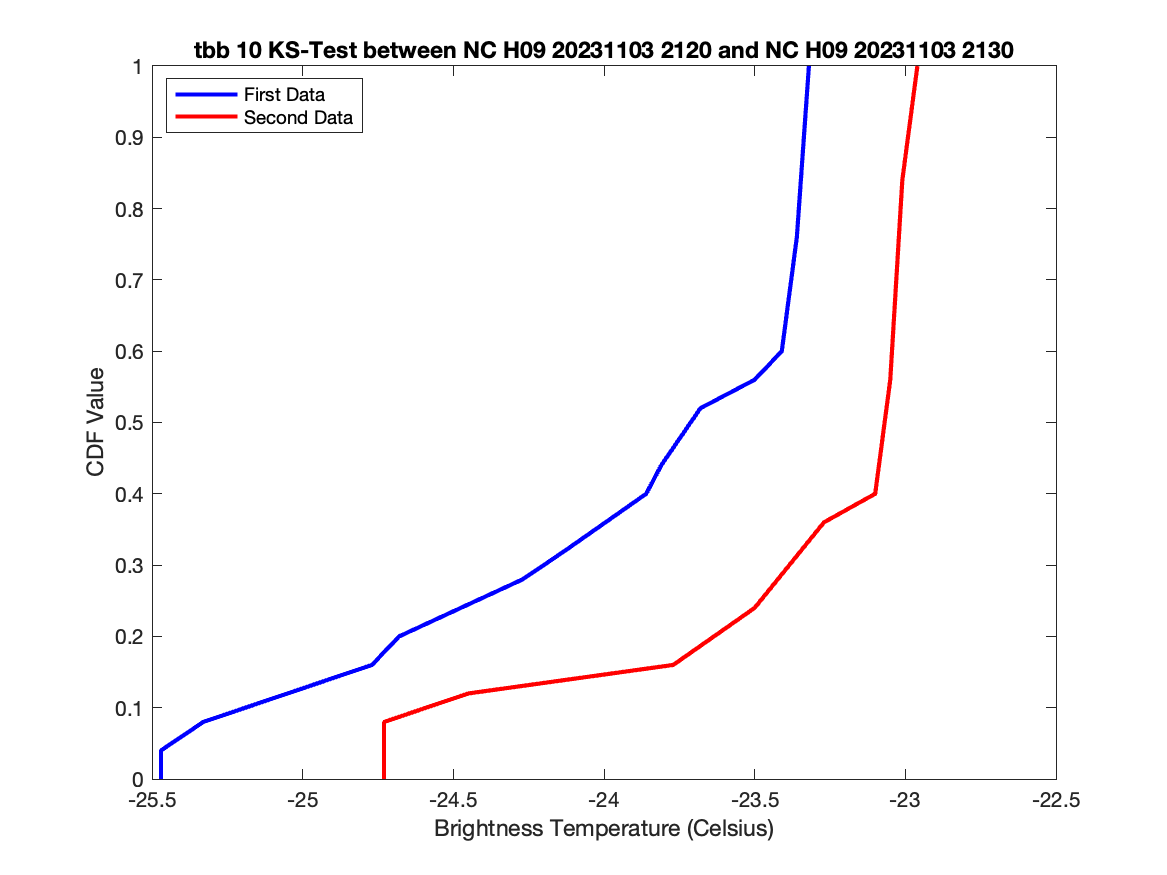 tbb 10 KS-Test between NC H09 20231103 2120 and NC H09 20231103 2130
First Data
Second Data
1
0.9
0.8
0.7
0.6
0.5
0.4
0.3
0.2
0.1
0
CDF Value
-25.5 -25 -24.5 -24 -23.5 -23 -22.5
Brightness Temperature (Celsius)